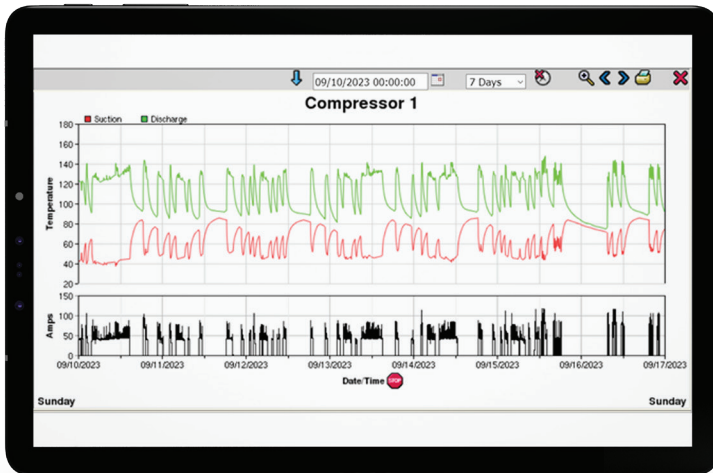 09/10/2023 00:00:00 7 Days
Compressor 1
Suction Discharge
Temperature
180
160
140
120
100
80
60
40
20
Amps
150
100
50
0
09/10/2023 09/11/2023 09/12/2023 09/13/2023 09/14/2023 09/15/2023 09/16/2023 09/17/2023
Date/Time STOP
Sunday Sunday